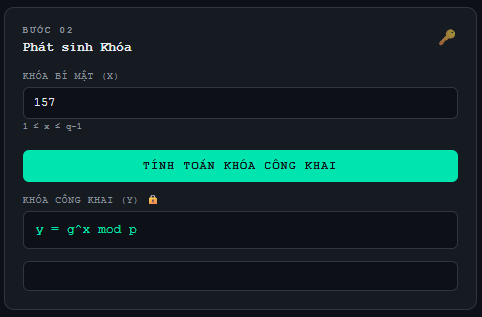 BƯỚC 02
Phát sinh Khóa
KHÓA BÍ MẬT (X)
157
1 ≤ x ≤ q-1
TÍNH TOÁN KHÓA CÔNG KHAI
KHÓA CÔNG KHAI (Y)
y = g^x mod p